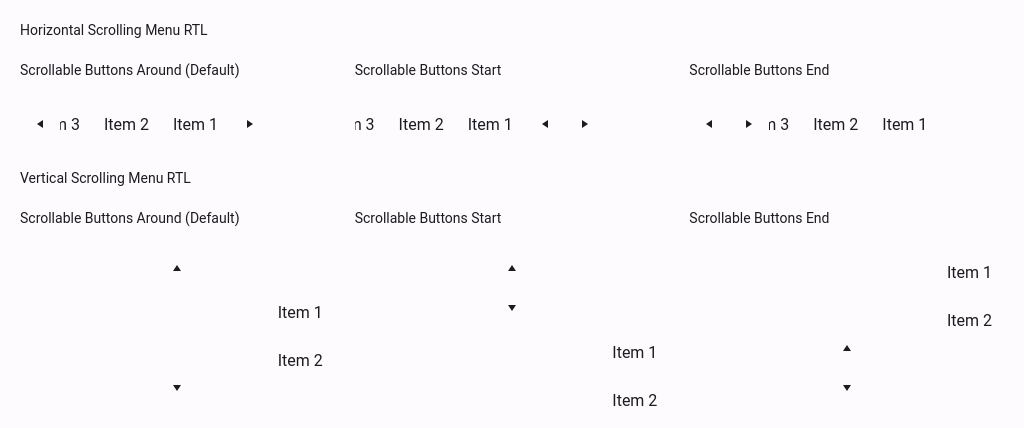 Horizontal Scrolling Menu RTL
Scrollable Buttons Around (Default) Scrollable Buttons Start Scrollable Buttons End
3 Item 2 Item 1 3 Item 2 Item 1 3 Item 2 Item 1
Vertical Scrolling Menu RTL
Scrollable Buttons Around (Default) Scrollable Buttons Start Scrollable Buttons End
Item 1
Item 1
Item 2
Item 1
Item 2
Item 2